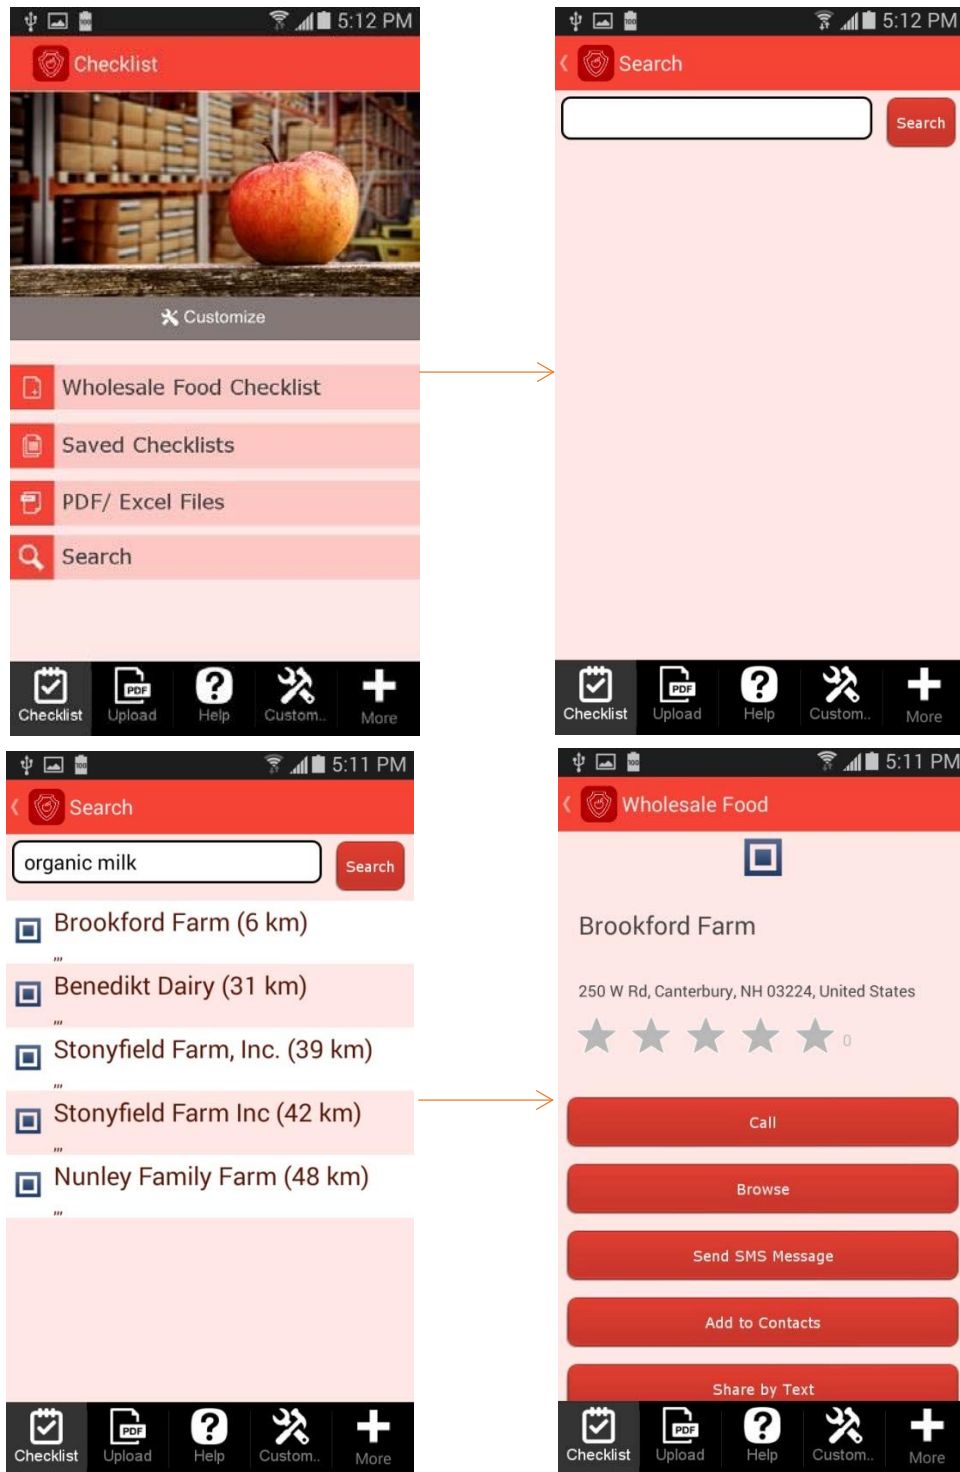 5:12 PM
Checklist
Customize
Wholesale Food Checklist
Saved Checklists
PDF/ Excel Files
Search
PDF
Checklist Upload Help Custom.. More
5:12 PM
Search
Search
PDF
Checklist Upload Help Custom.. More
100 5:11 PM
Search
organic milk Search
Brookford Farm (6 km)
,,,
Benedikt Dairy (31 km)
,,,
Stonyfield Farm, Inc. (39 km)
,,,
Stonyfield Farm Inc (42 km)
,,,
Nunley Family Farm (48 km)
,,,
PDF
Checklist Upload Help Custom.. More
100 5:11 PM
Wholesale Food
Brookford Farm
250 W Rd, Canterbury, NH 03224, United States
0
Call
Browse
Send SMS Message
Add to Contacts
Share by Text
PDF
Checklist Upload Help Custom.. More